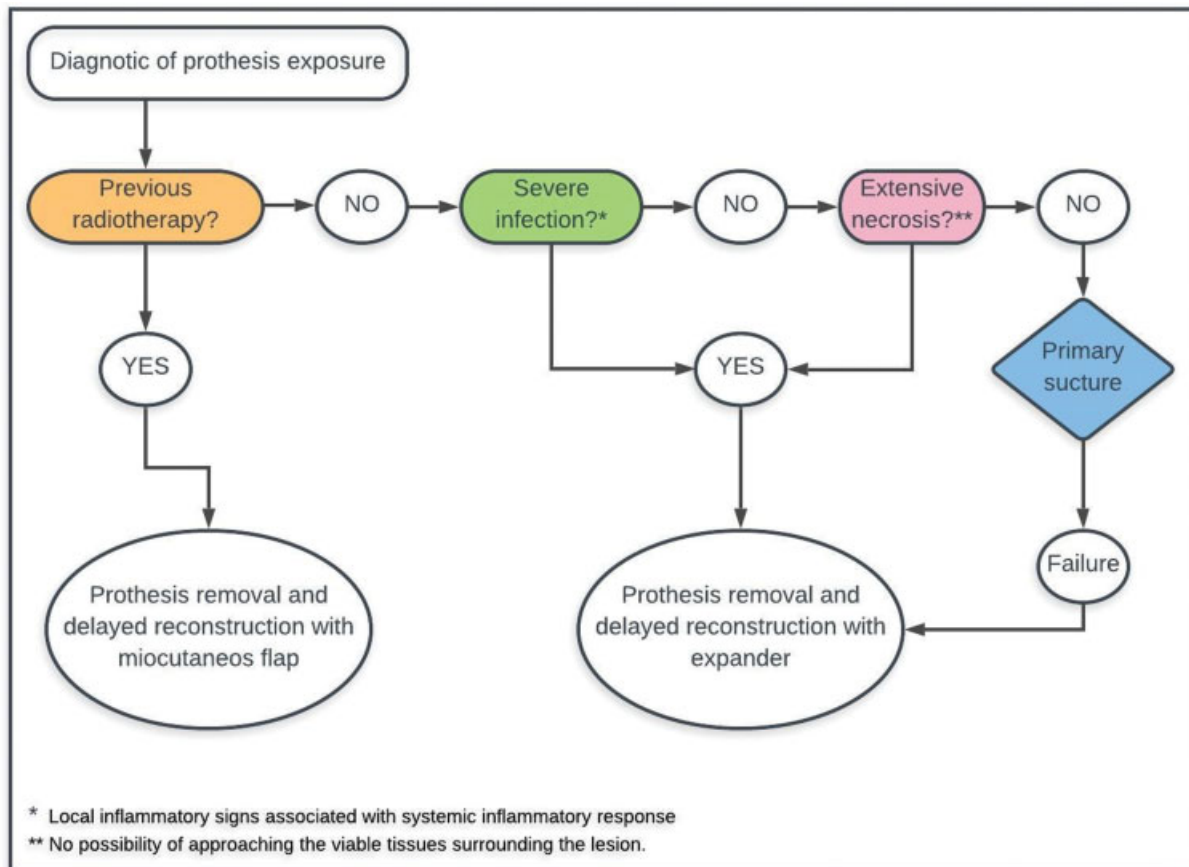 Diagnotic of prothesis exposure
Previous
radiotherapy?
NO
Severe
infection?*
NO
Extensive
necrosis?**
NO
YES
YES
Primary
sucture
Failure
Prothesis removal and
delayed reconstruction with
miocutaneos flap
Prothesis removal and
delayed reconstruction with
expander
* Local inflammatory signs associated with systemic inflammatory response
** No possibility of approaching the viable tissues surrounding the lesion.